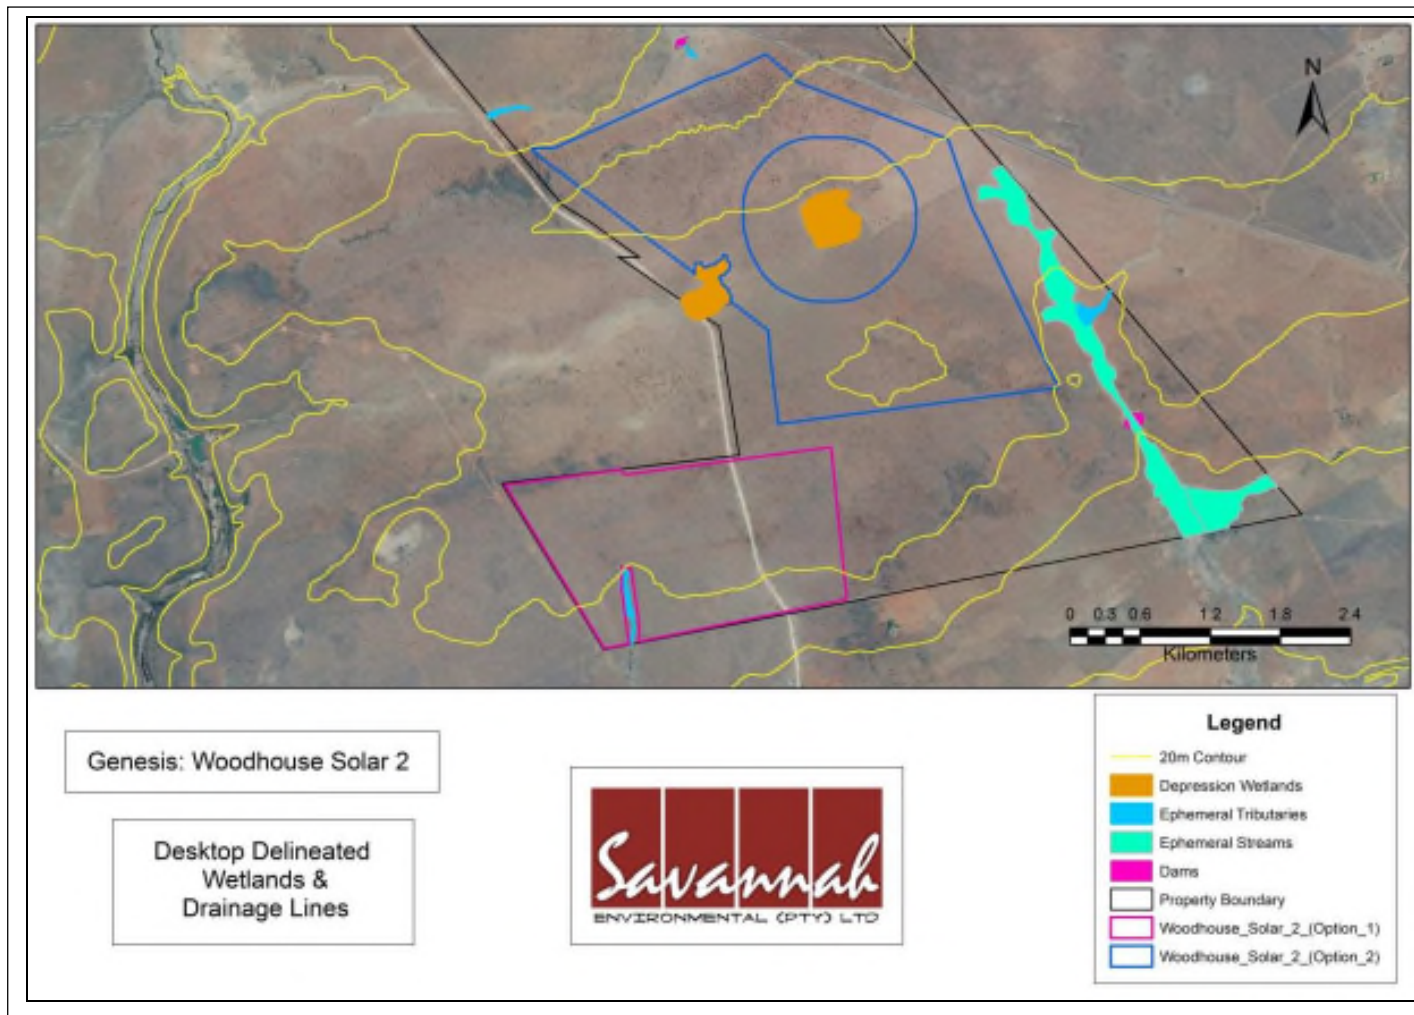 N
0 0.3 0.6 1.2 1.8 2.4
Kilometers
Genesis: Woodhouse Solar 2
Desktop Delineated
Wetlands &
Drainage Lines
Savannah
ENVIRONMENTAL (PTY) LTD
Legend
20m Contour
Depression Wetlands
Ephemeral Tributaries
Ephemeral Streams
Dams
Property Boundary
Woodhouse_Solar_2_(Option_1)
Woodhouse_Solar_2_(Option_2)